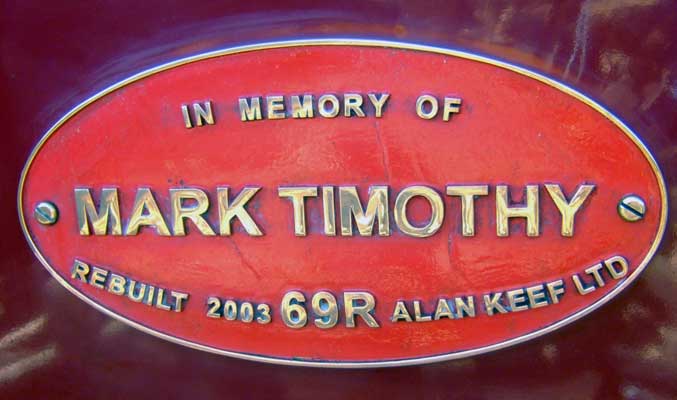 IN MEMORY OF
MARK TIMOTHY
REBUILT 2003 69R ALAN KEEF LTD